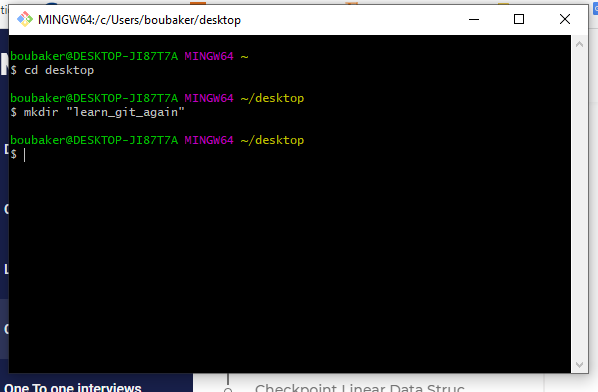 MINGW64:/c/Users/boubaker/desktop
boubaker@DESKTOP-JI87T7A MINGW64 ~
$ cd desktop
boubaker@DESKTOP-JI87T7A MINGW64 ~/desktop
$ mkdir "learn_git_again"
boubaker@DESKTOP-JI87T7A MINGW64 ~/desktop
$
One To one interviews
Checkpoint Linear Data Struc